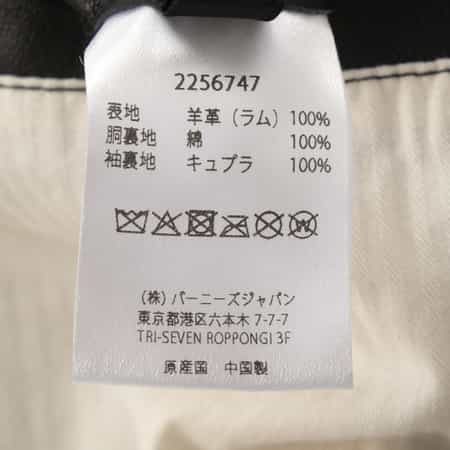 2256747
表地 羊革(ラム) 100%
胴裏地 綿 100%
袖裏地 キュプラ 100%
(株) バーニーズジャパン
東京都港区六本木 7-7-7
TRI-SEVEN ROPPONGI 3F
原産国 中国製